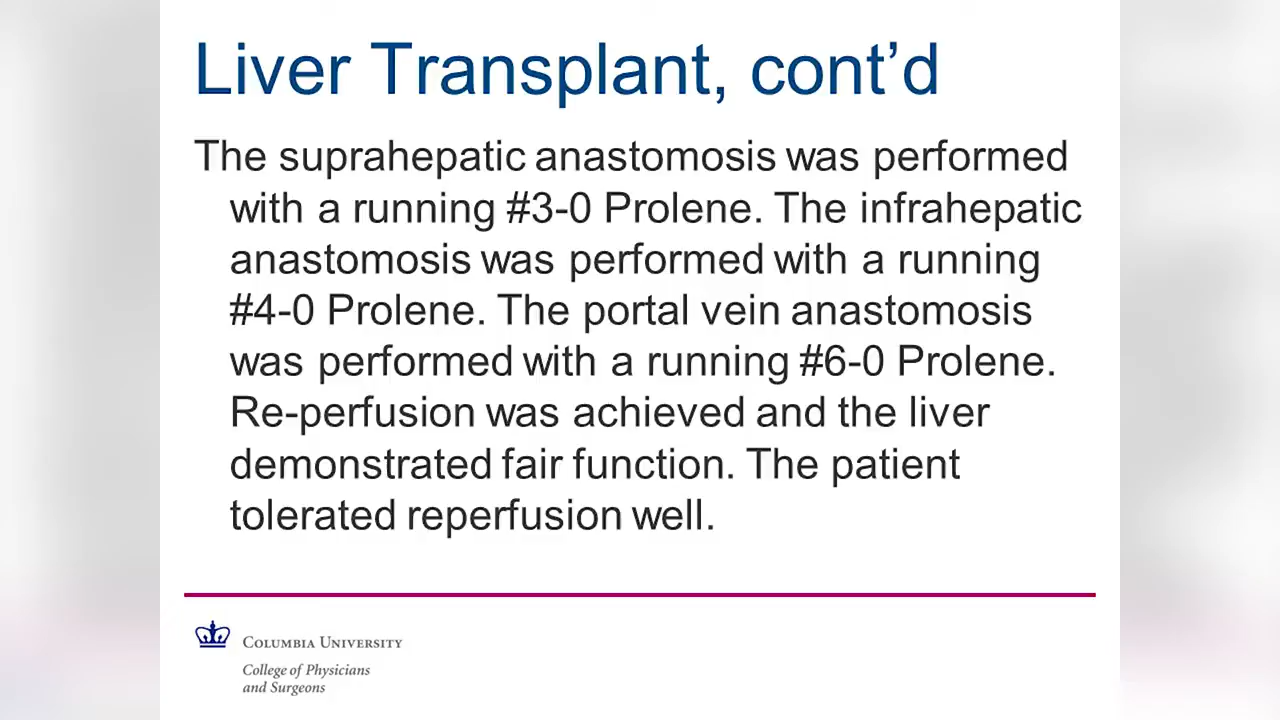 Liver Transplant, cont’d
The suprahepatic anastomosis was performed
with a running #3-0 Prolene. The infrahepatic
anastomosis was performed with a running
#4-0 Prolene. The portal vein anastomosis
was performed with a running #6-0 Prolene.
Re-perfusion was achieved and the liver
demonstrated fair function. The patient
tolerated reperfusion well.
COLUMBIA UNIVERSITY
College of Physicians
and Surgeons